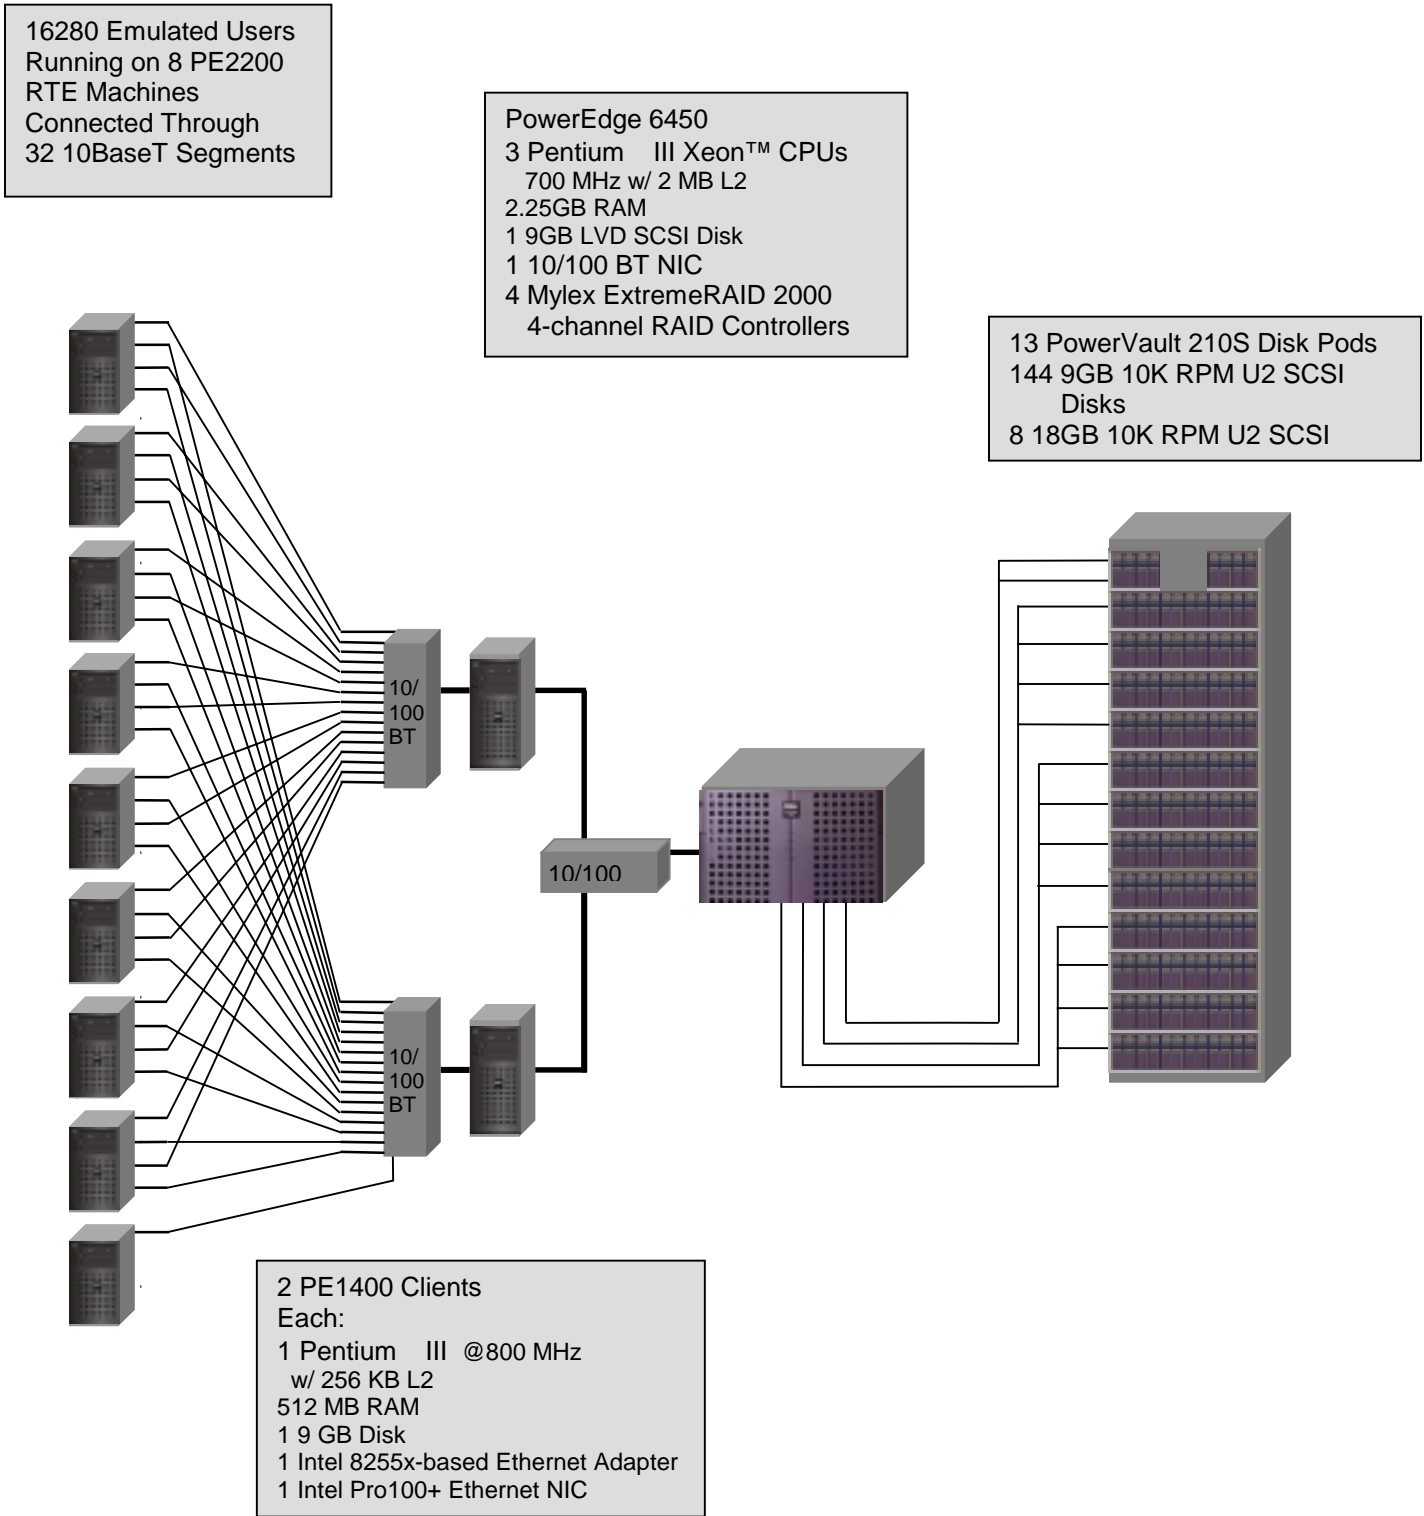 16280 Emulated Users
Running on 8 PE2200
RTE Machines
Connected Through
32 10BaseT Segments
PowerEdge 6450
3 Pentium III Xeon™ CPUs
700 MHz w/ 2 MB L2
2.25GB RAM
1 9GB LVD SCSI Disk
1 10/100 BT NIC
4 Mylex ExtremeRAID 2000
4-channel RAID Controllers
13 PowerVault 210S Disk Pods
144 9GB 10K RPM U2 SCSI
Disks
8 18GB 10K RPM U2 SCSI
10/
100
BT
10/100
10/
100
BT
2 PE1400 Clients
Each:
1 Pentium III @800 MHz
w/ 256 KB L2
512 MB RAM
1 9 GB Disk
1 Intel 8255x-based Ethernet Adapter
1 Intel Pro100+ Ethernet NIC